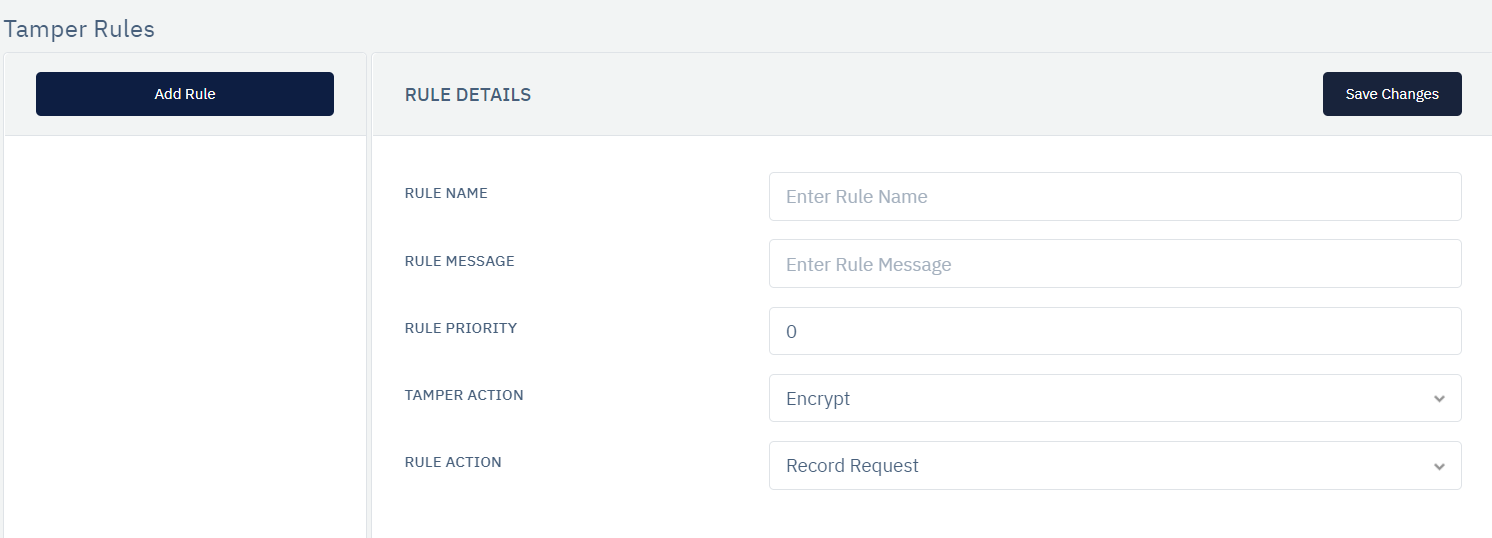 Tamper Rules
Add Rule
RULE DETAILS
Save Changes
RULE NAME
Enter Rule Name
RULE MESSAGE
Enter Rule Message
RULE PRIORITY
0
TAMPER ACTION
Encrypt
RULE ACTION
Record Request